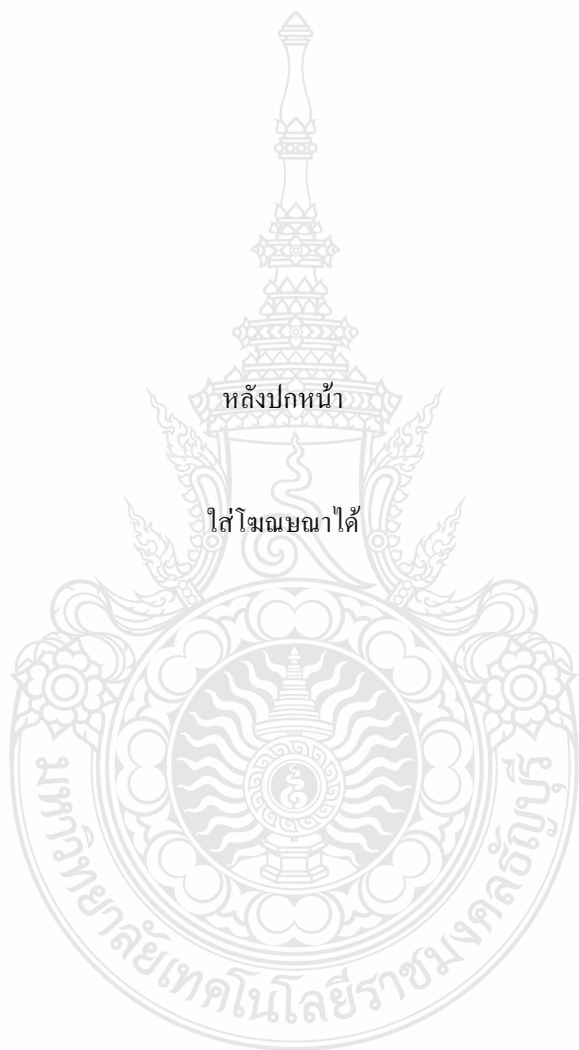 หลังปกหน้า
ใส่โฆณษณาได้
มหาวิทยาลัยเทคโนโลยีราชมงคลธัญบุรี